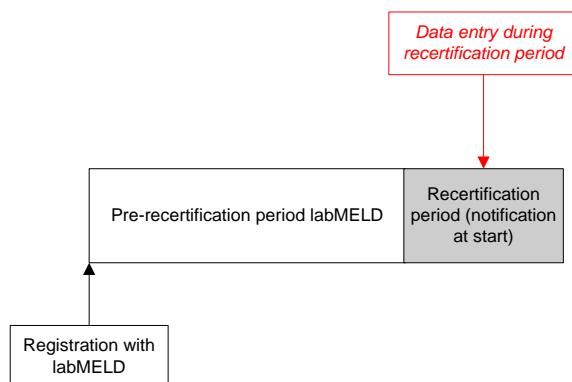 Data entry during
recertification period
Pre-recertification period labMELD
Recertification
period (notification
at start)
Registration with
labMELD